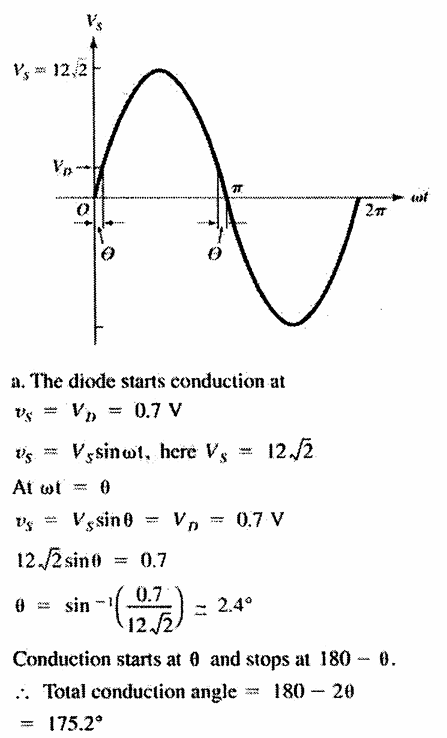 V_S
V_S = 12√2
V_D
O
π
ωt
2π
Θ
Θ
a. The diode starts conduction at
v_S = V_D = 0.7 V
v_S = V_S sin ωt, here V_S = 12√2
At ωt = θ
v_S = V_S sin θ = V_D = 0.7 V
12√2 sin θ = 0.7
θ = sin⁻¹(0.7/12√2) ≃ 2.4°
Conduction starts at θ and stops at 180 − θ.
∴ Total conduction angle = 180 − 2θ
= 175.2°